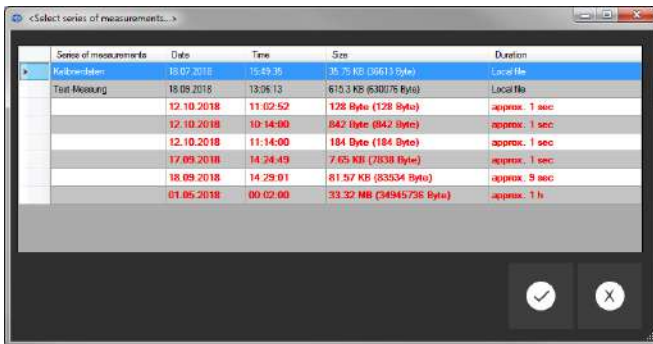 <Select series of measurements...>
Series of measurements Date Time Size Duration
Kalibrierdaten 18.07.2018 15:49:35 35.75 KB (36613 Byte) Local file
Test-Messung 18.09.2018 13:06:13 615.3 KB (630076 Byte) Local file
12.10.2018 11:02:52 128 Byte (128 Byte) approx. 1 sec
12.10.2018 10:14:00 842 Byte (842 Byte) approx. 1 sec
12.10.2018 11:14:00 184 Byte (184 Byte) approx. 1 sec
17.09.2018 14:24:49 7.65 KB (7838 Byte) approx. 1 sec
18.09.2018 14:29:01 81.57 KB (83534 Byte) approx. 9 sec
01.05.2018 00:02:00 33.32 MB (34945736 Byte) approx. 1 h